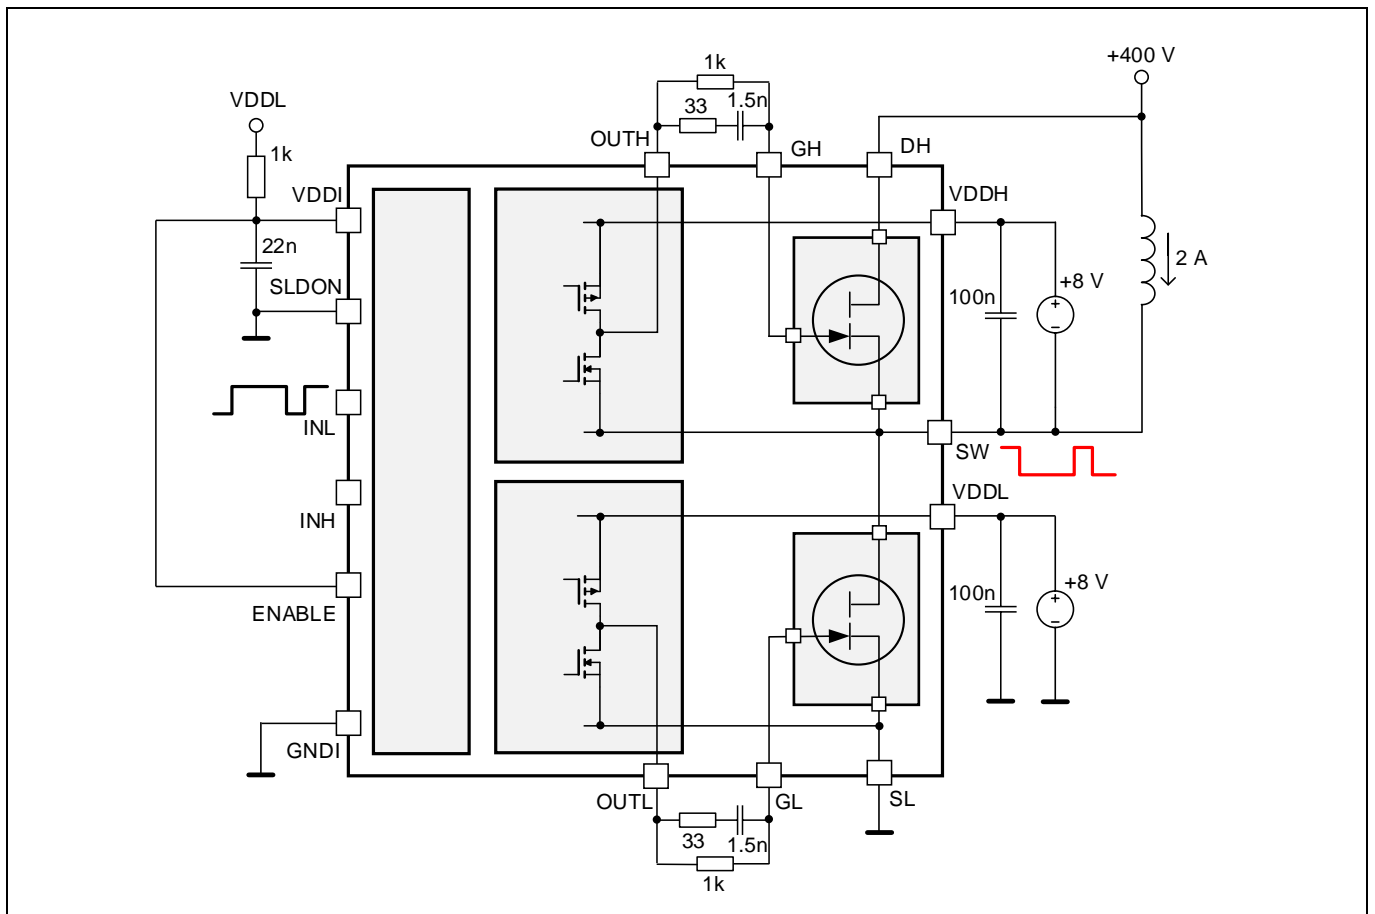 +400 V
1k
VDDL
33
1.5n
OUTH
GH
DH
1k
VDDI
VDDH
22n
2 A
SLDON
100n
+8 V
INL
SW
VDDL
INH
+8 V
100n
ENABLE
GNDI
OUTL
GL
SL
33
1.5n
1k